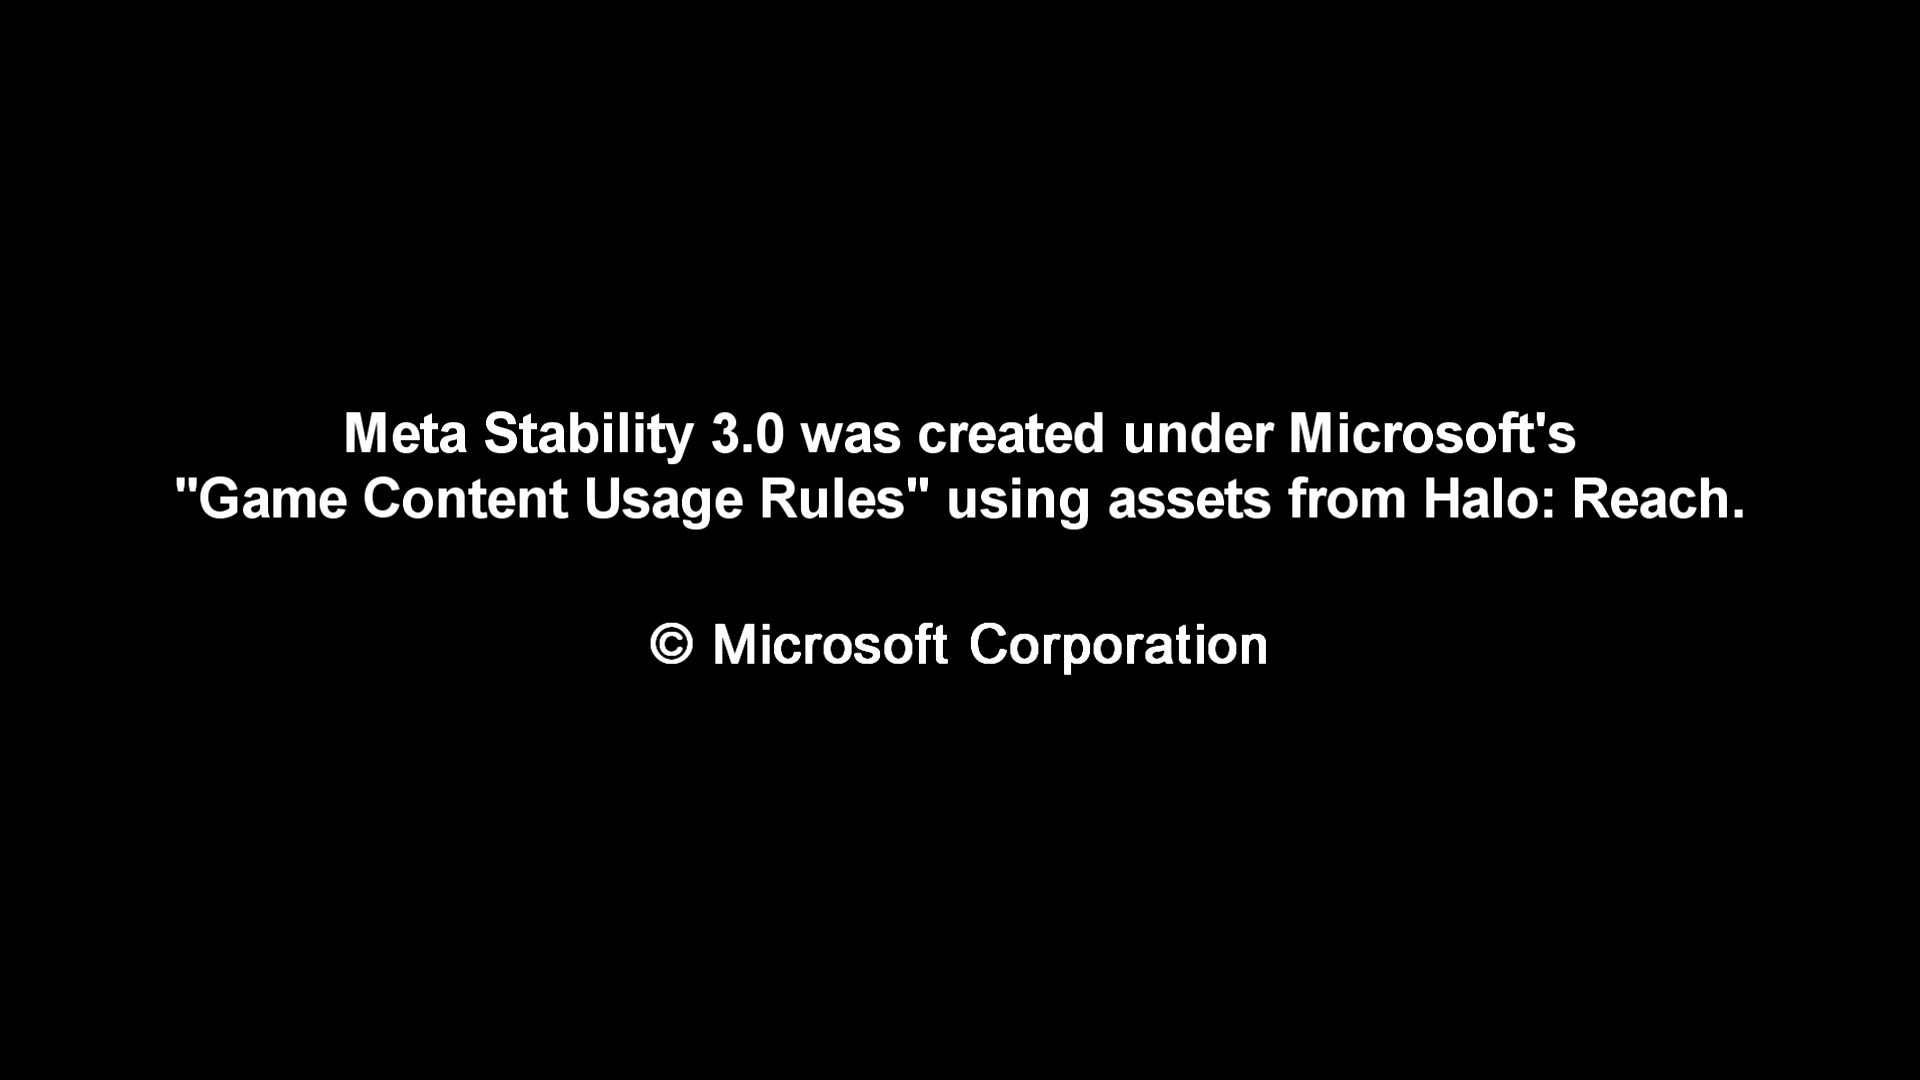 Meta Stability 3.0 was created under Microsoft's
"Game Content Usage Rules" using assets from Halo: Reach.
© Microsoft Corporation